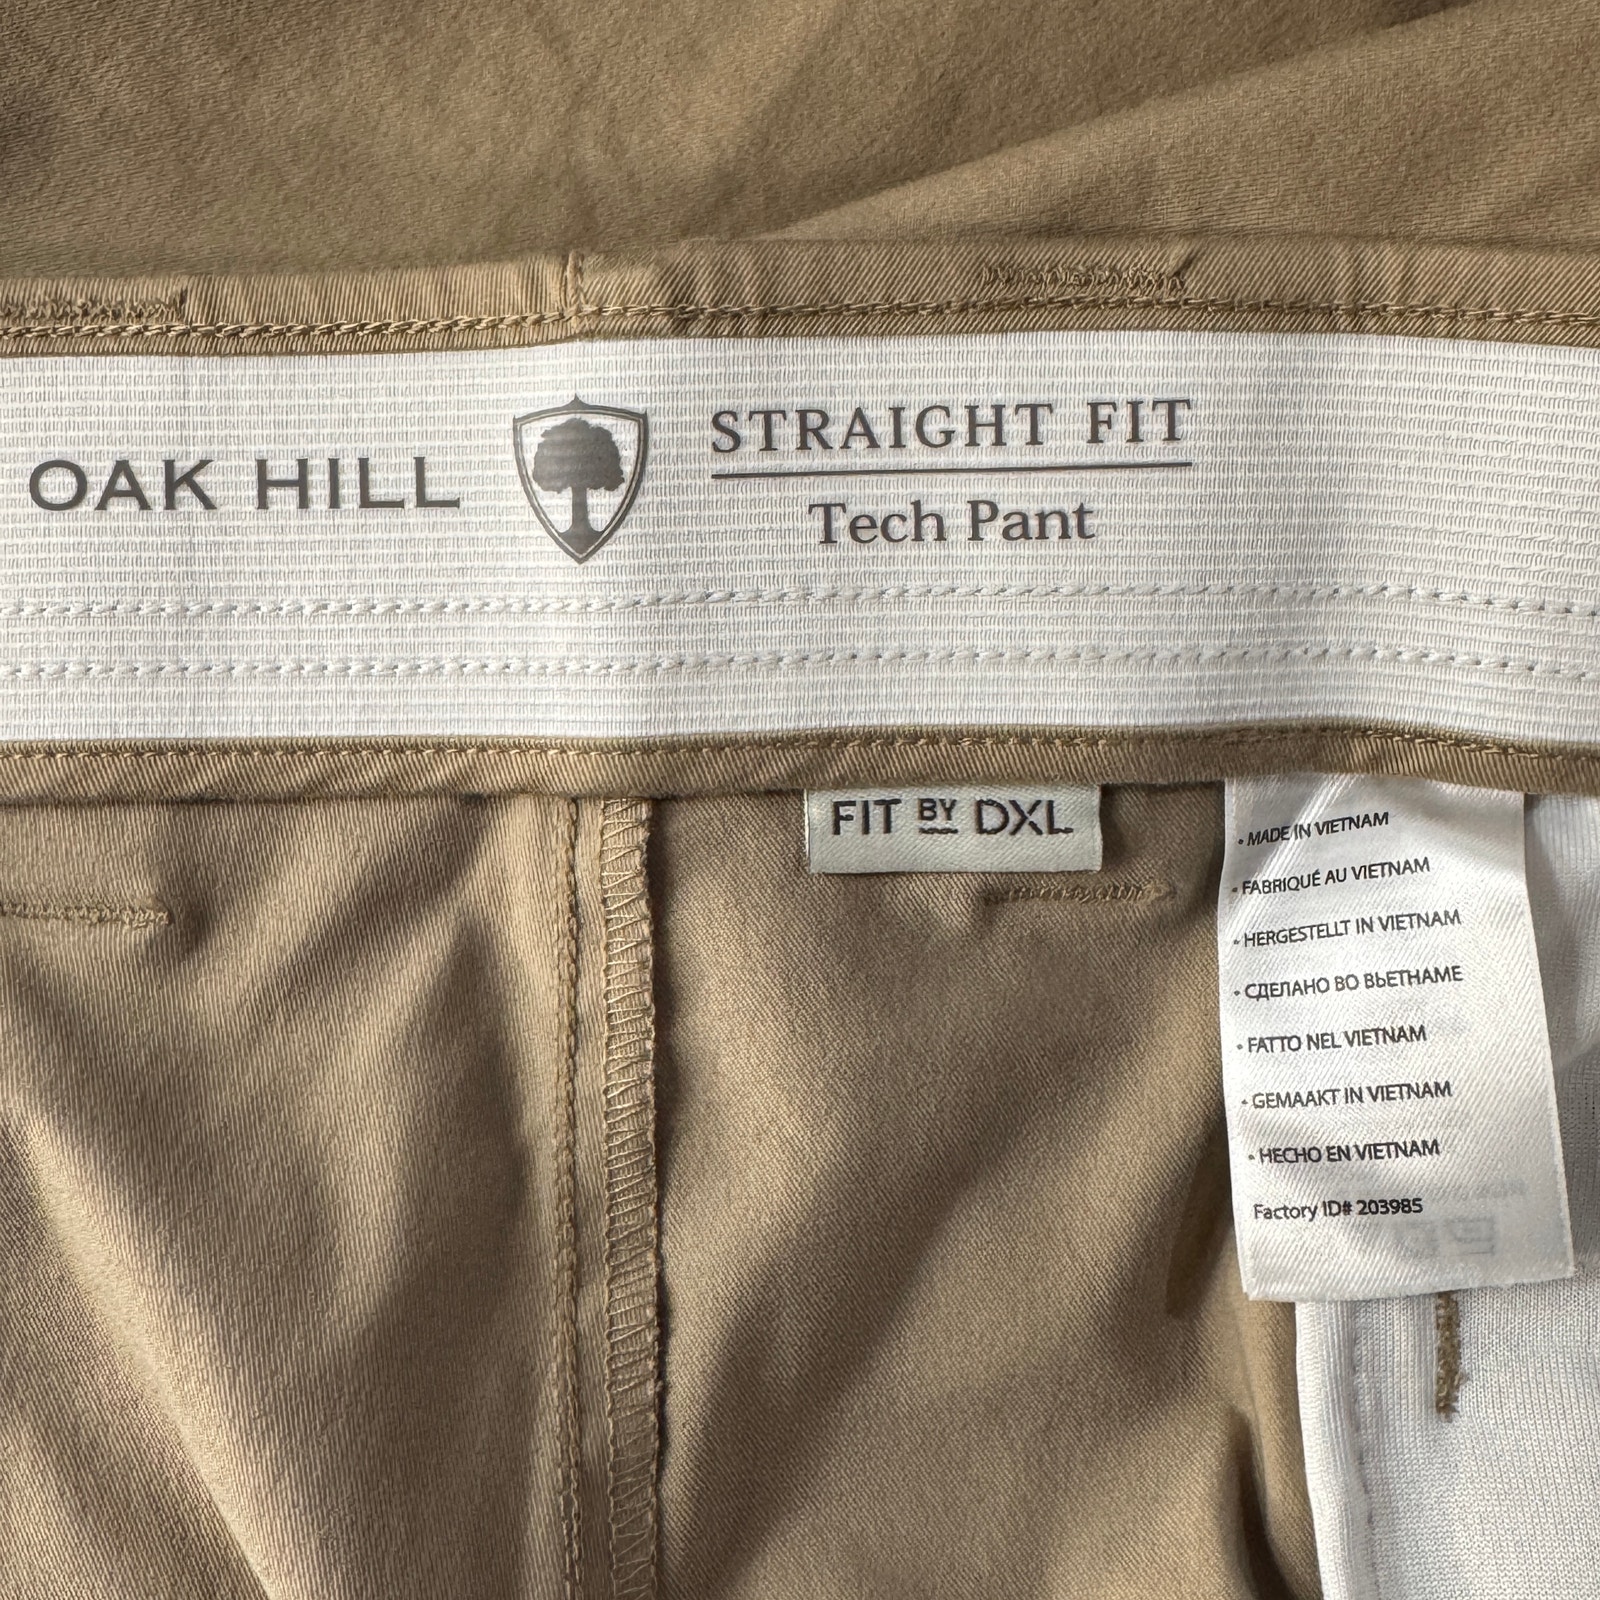 OAK HILL
STRAIGHT FIT
Tech Pant
FIT BY DXL
• MADE IN VIETNAM
• FABRIQUÉ AU VIETNAM
• HERGESTELLT IN VIETNAM
• СДЕЛАНО ВО ВЬЕТНАМЕ
• FATTO NEL VIETNAM
• GEMAAKT IN VIETNAM
• HECHO EN VIETNAM
Factory ID# 203985